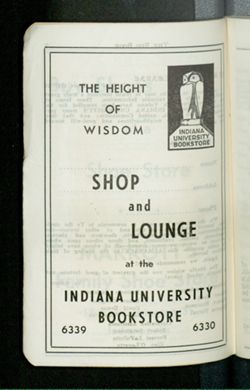 THE HEIGHT
OF
WISDOM
INDIANA
UNIVERSITY
BOOKSTORE
SHOP
and
LOUNGE
at the
INDIANA UNIVERSITY
BOOKSTORE
6339 6330